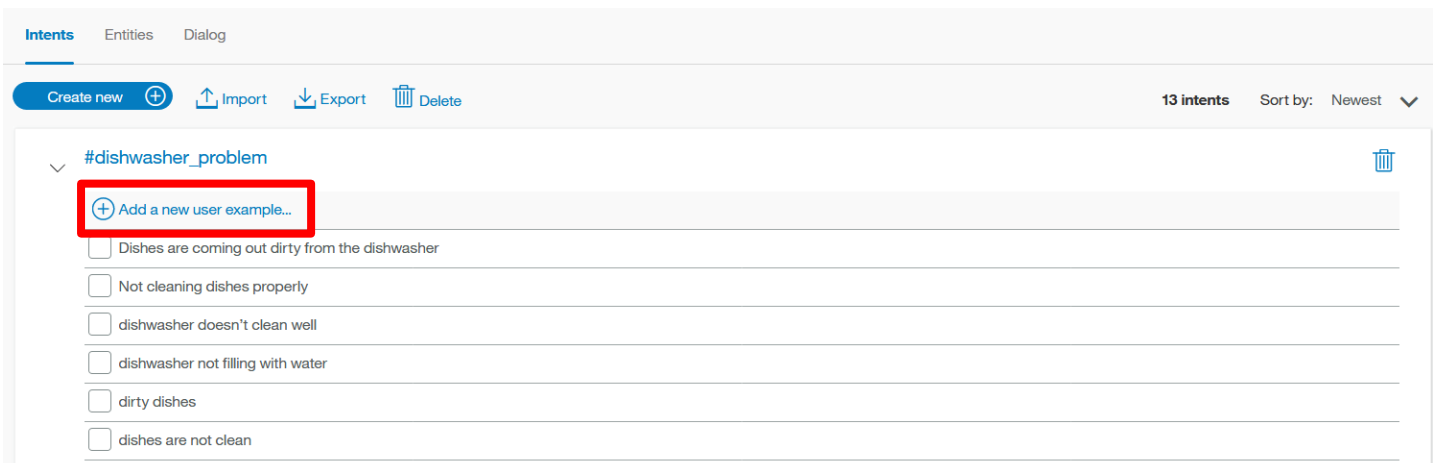 Intents Entities Dialog
Create new Import Export Delete 13 intents Sort by: Newest
#dishwasher_problem
Add a new user example...
Dishes are coming out dirty from the dishwasher
Not cleaning dishes properly
dishwasher doesn't clean well
dishwasher not filling with water
dirty dishes
dishes are not clean